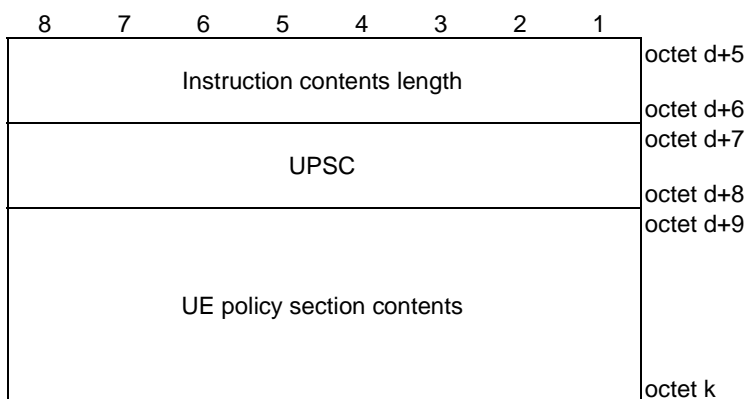 8 7 6 5 4 3 2 1
octet d+5
Instruction contents length
octet d+6
octet d+7
UPSC
octet d+8
octet d+9
UE policy section contents
octet k